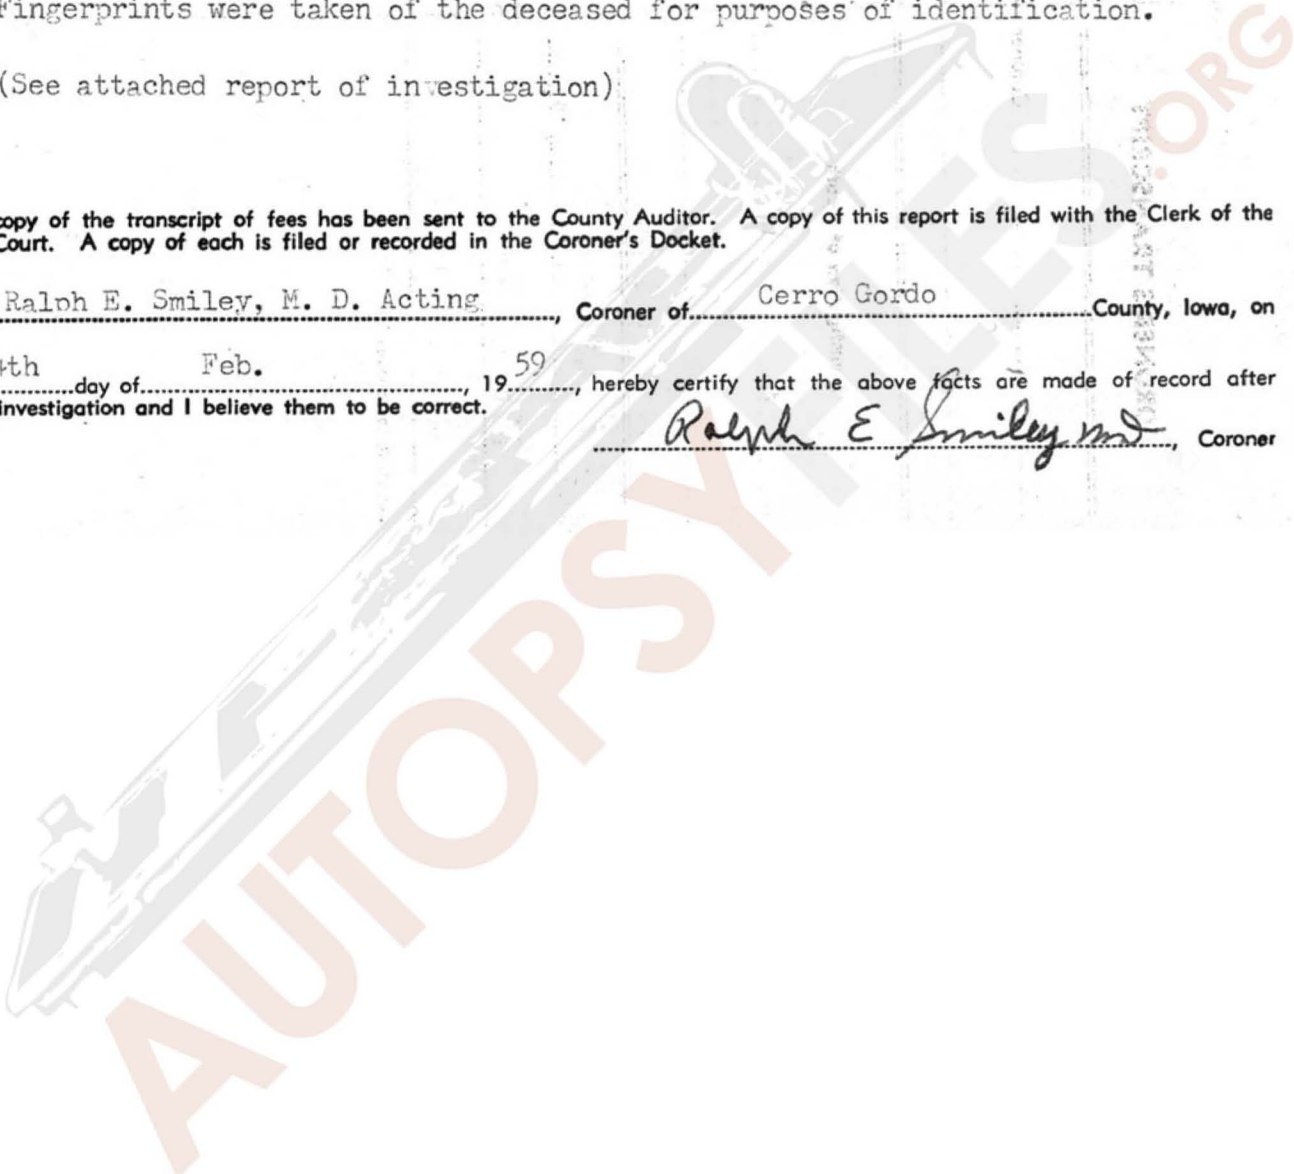 Fingerprints were taken of the deceased for purposes of identification.
(See attached report of investigation)
copy of the transcript of fees has been sent to the County Auditor. A copy of this report is filed with the Clerk of the
Court. A copy of each is filed or recorded in the Coroner's Docket.
Ralph E. Smiley, M. D. Acting, Coroner of Cerro Gordo County, Iowa, on
4th day of Feb., 19 59, hereby certify that the above facts are made of record after
investigation and I believe them to be correct.
Ralph E Smiley MD, Coroner
AUTOPSYFILES.ORG